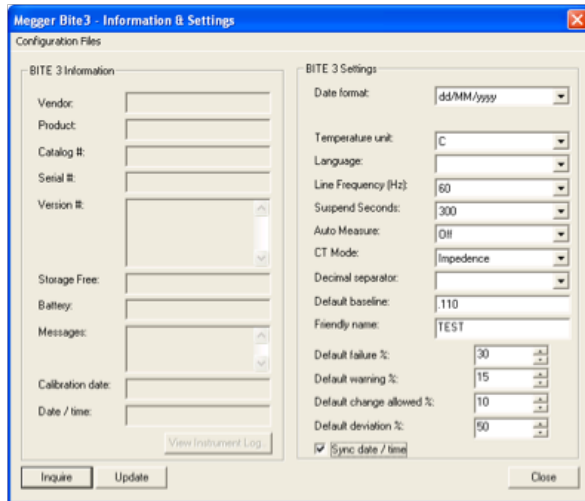 Megger Bite3 - Information & Settings
Configuration Files
BITE 3 Information
Vendor:
Product:
Catalog #:
Serial #:
Version #:
Storage Free:
Battery:
Messages:
Calibration date:
Date / time:
View Instrument Log...
Inquire
Update
BITE 3 Settings
Date format: dd/MM/yyyy
Temperature unit: C
Language:
Line Frequency (Hz): 60
Suspend Seconds: 300
Auto Measure: Off
CT Mode: Impedence
Decimal separator:
Default baseline: .110
Friendly name: TEST
Default failure %: 30
Default warning %: 15
Default change allowed %: 10
Default deviation %: 50
Sync date / time
Close